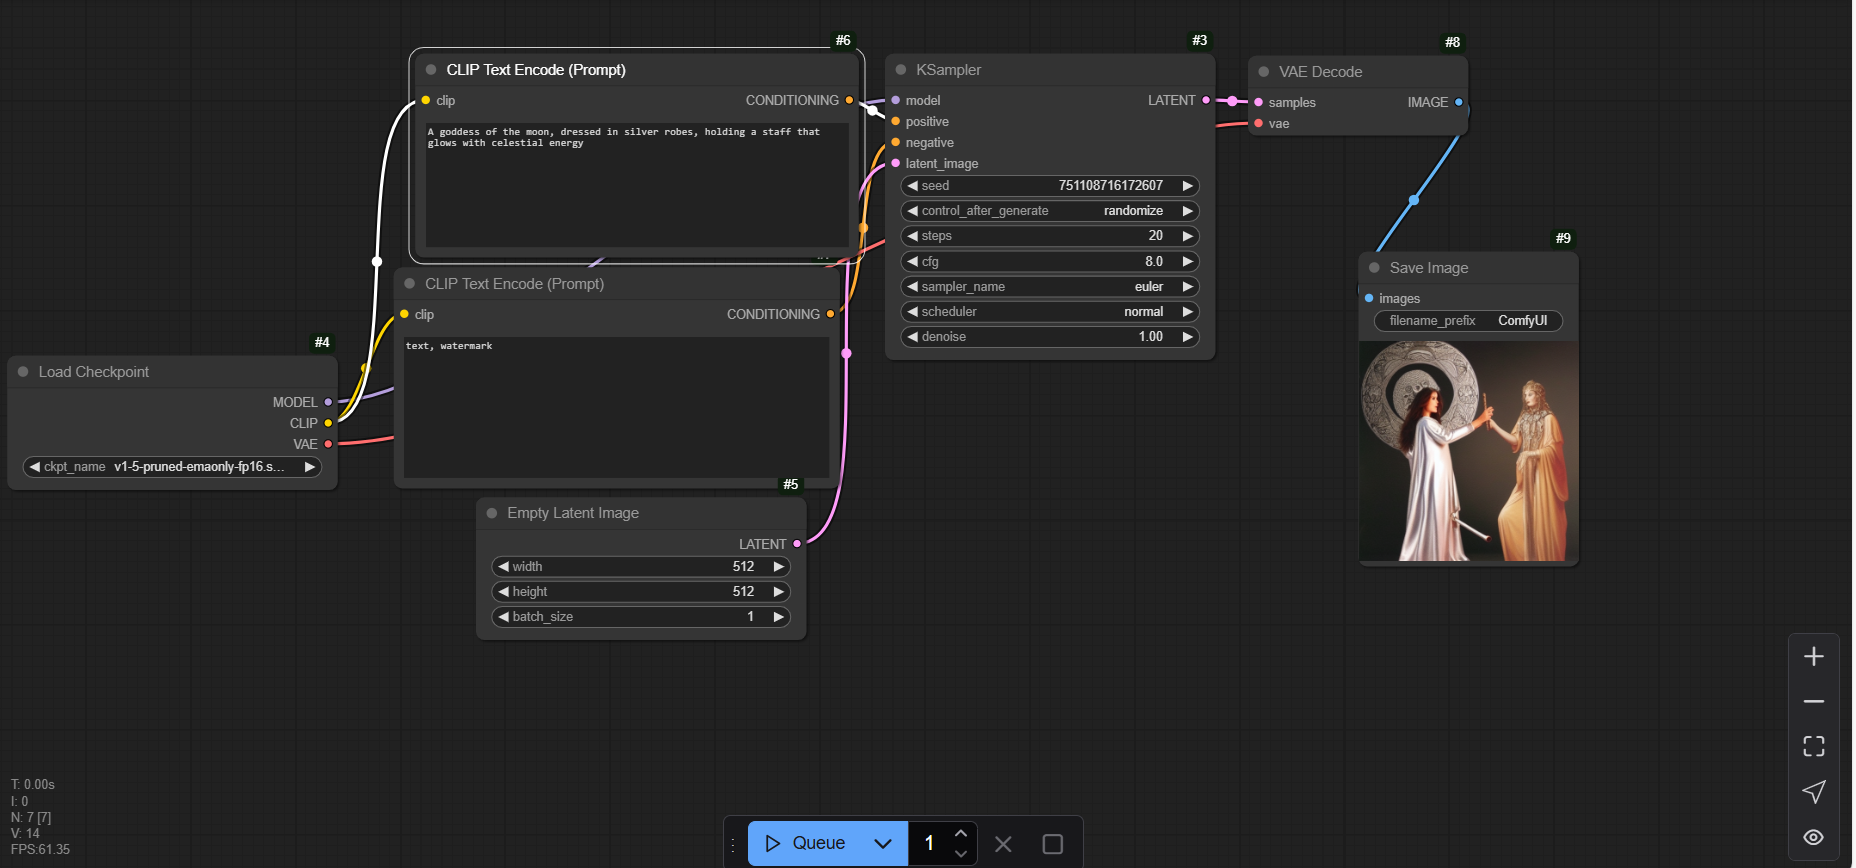 #6
CLIP Text Encode (Prompt)
clip
CONDITIONING
A goddess of the moon, dressed in silver robes, holding a staff that
glows with celestial energy
#3
KSampler
model
LATENT
positive
negative
latent_image
seed 751108716172607
control_after_generate randomize
steps 20
cfg 8.0
sampler_name euler
scheduler normal
denoise 1.00
#8
VAE Decode
samples
IMAGE
vae
#9
Save Image
images
filename_prefix ComfyUI
CLIP Text Encode (Prompt)
clip
CONDITIONING
text, watermark
#4
Load Checkpoint
MODEL
CLIP
VAE
ckpt_name v1-5-pruned-emaonly-fp16.s...
#5
Empty Latent Image
LATENT
width 512
height 512
batch_size 1
T: 0.00s
I: 0
N: 7 [7]
V: 14
FPS:61.35
Queue
1